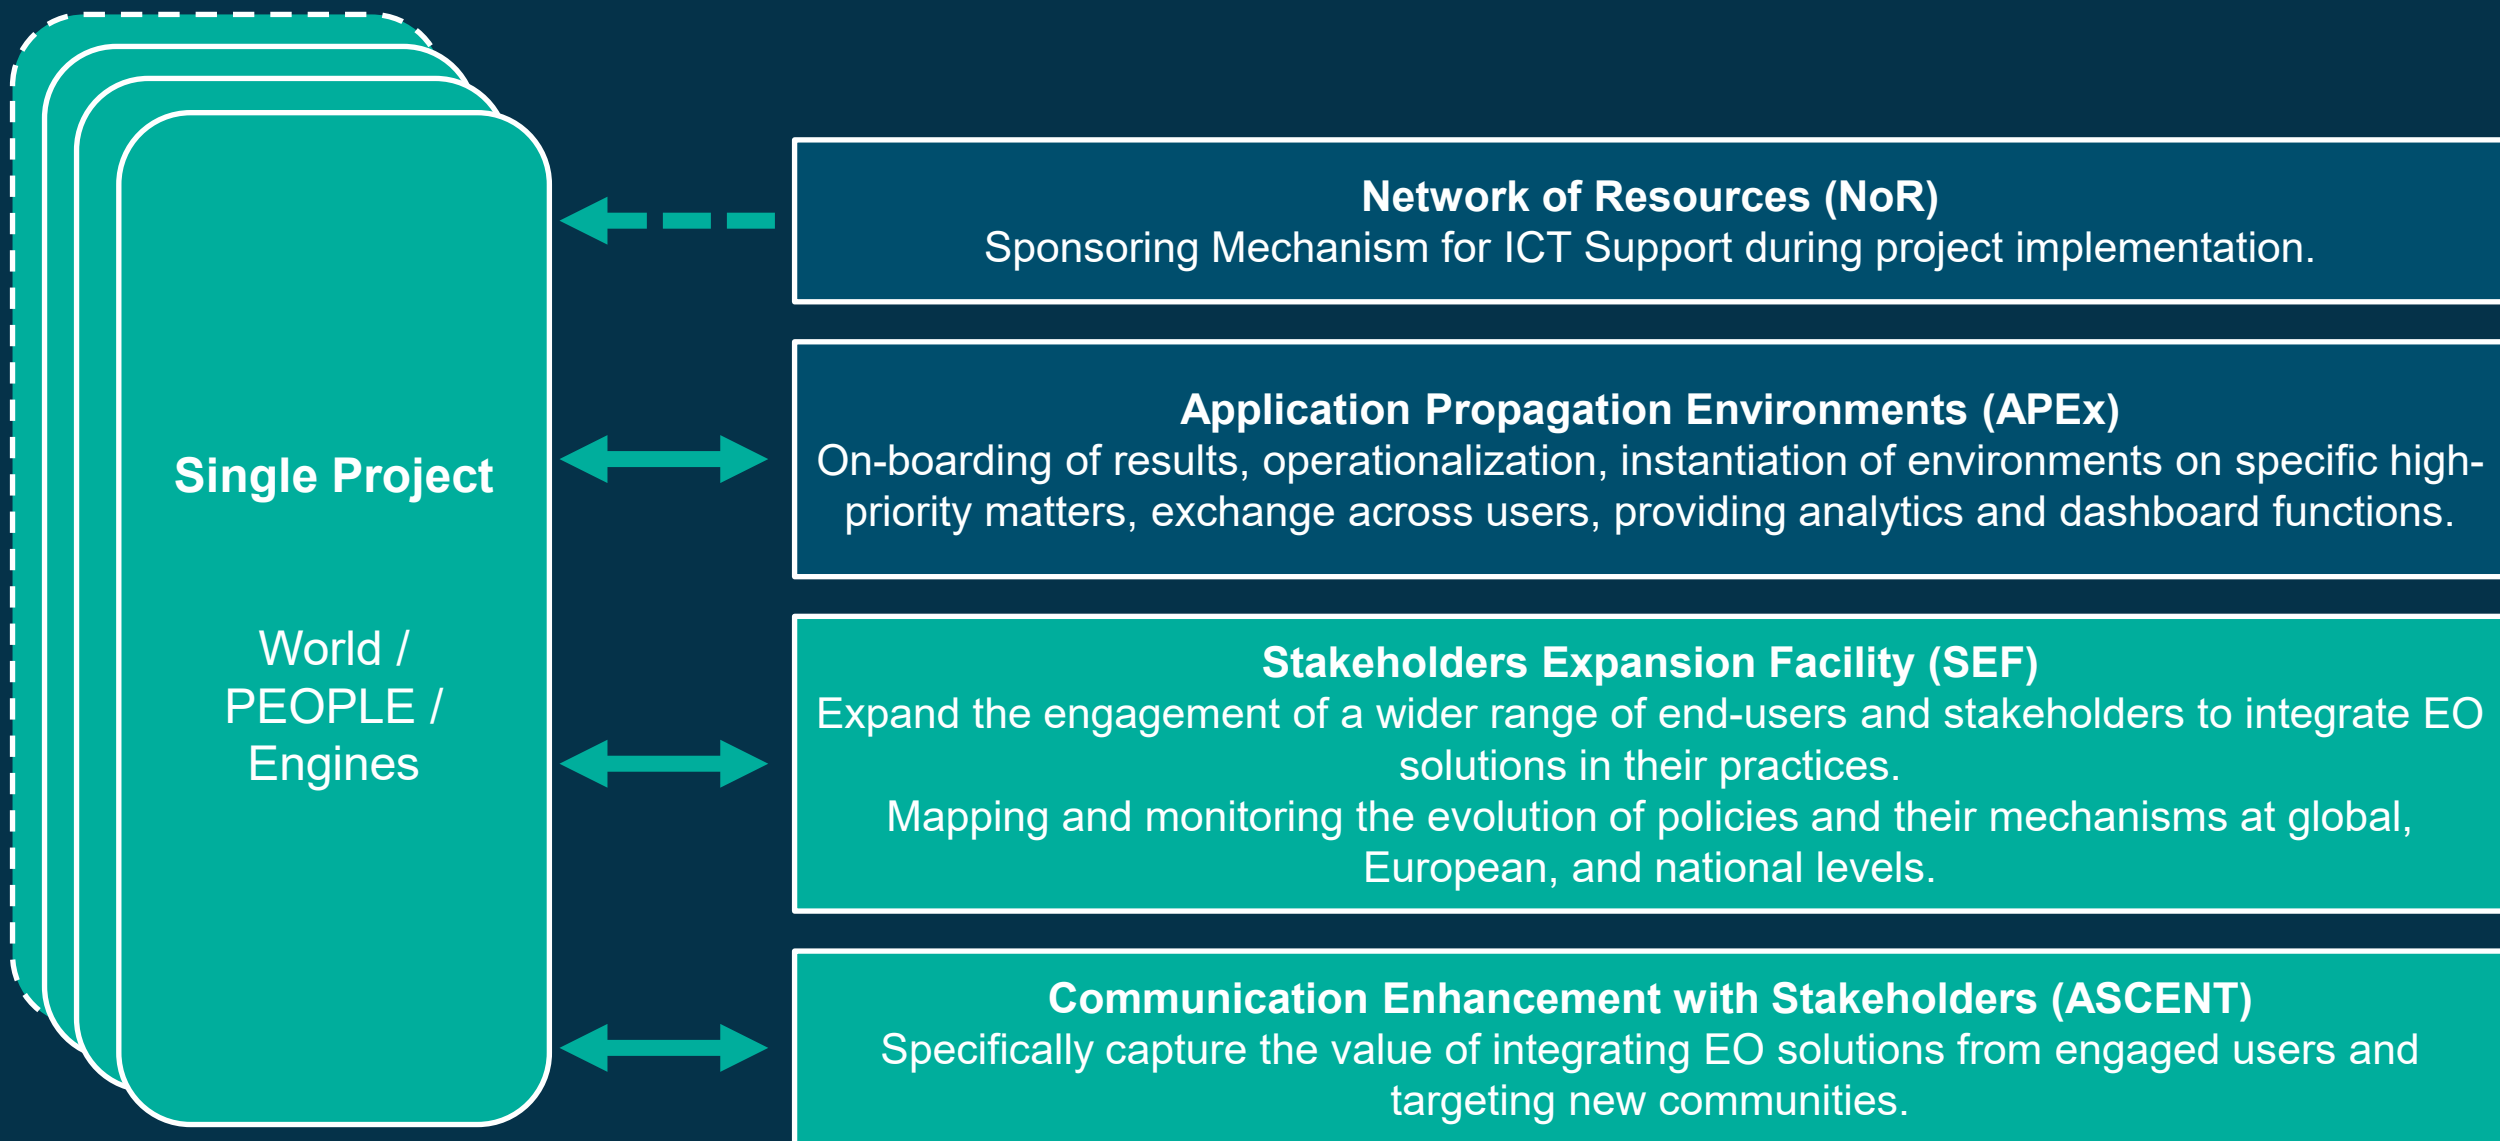 Single Project
World /
PEOPLE /
Engines
Network of Resources (NoR)
Sponsoring Mechanism for ICT Support during project implementation.
Application Propagation Environments (APEx)
On-boarding of results, operationalization, instantiation of environments on specific high-
priority matters, exchange across users, providing analytics and dashboard functions.
Stakeholders Expansion Facility (SEF)
Expand the engagement of a wider range of end-users and stakeholders to integrate EO
solutions in their practices.
Mapping and monitoring the evolution of policies and their mechanisms at global,
European, and national levels.
Communication Enhancement with Stakeholders (ASCENT)
Specifically capture the value of integrating EO solutions from engaged users and
targeting new communities.